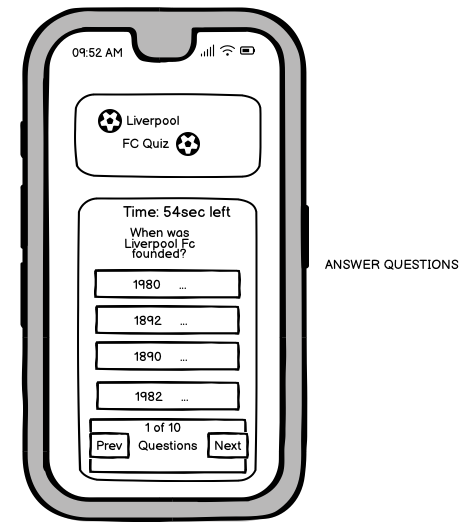 09:52 AM
Liverpool
FC Quiz
Time: 54sec left
When was
Liverpool Fc
founded?
1980 ...
1892 ...
1890 ...
1982 ...
1 of 10
Prev Questions Next
ANSWER QUESTIONS